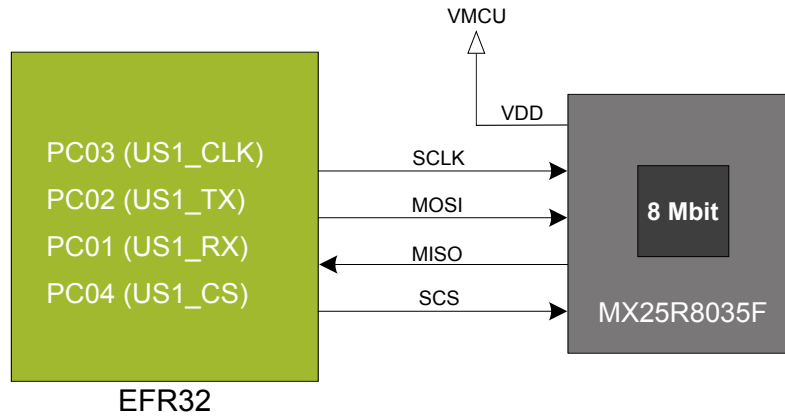 VMCU
VDD
PC03 (US1_CLK)
SCLK
PC02 (US1_TX)
MOSI
8 Mbit
PC01 (US1_RX)
MISO
PC04 (US1_CS)
SCS
MX25R8035F
EFR32